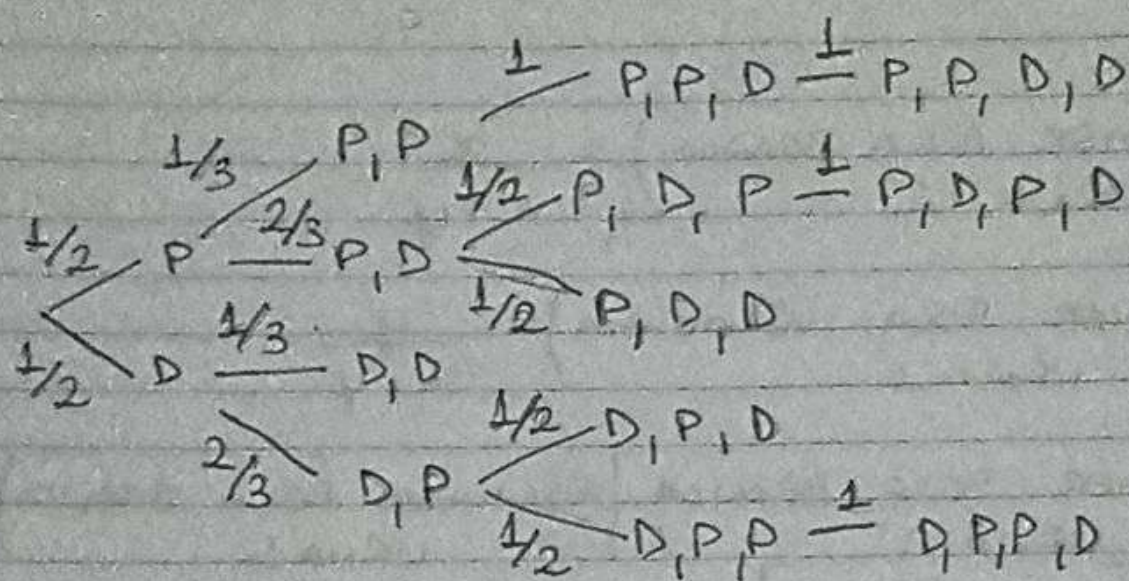 1 P, P, D 1 P, P, D, D
1/3 P, P
1/2 P, D, P 1 P, D, P, D
1/2 P 2/3 P, D
1/2 P, D, D
1/2 D 1/3 D, D
1/2 D, P, D
2/3 D, P
1/2 D, P, P 1 D, P, P, D